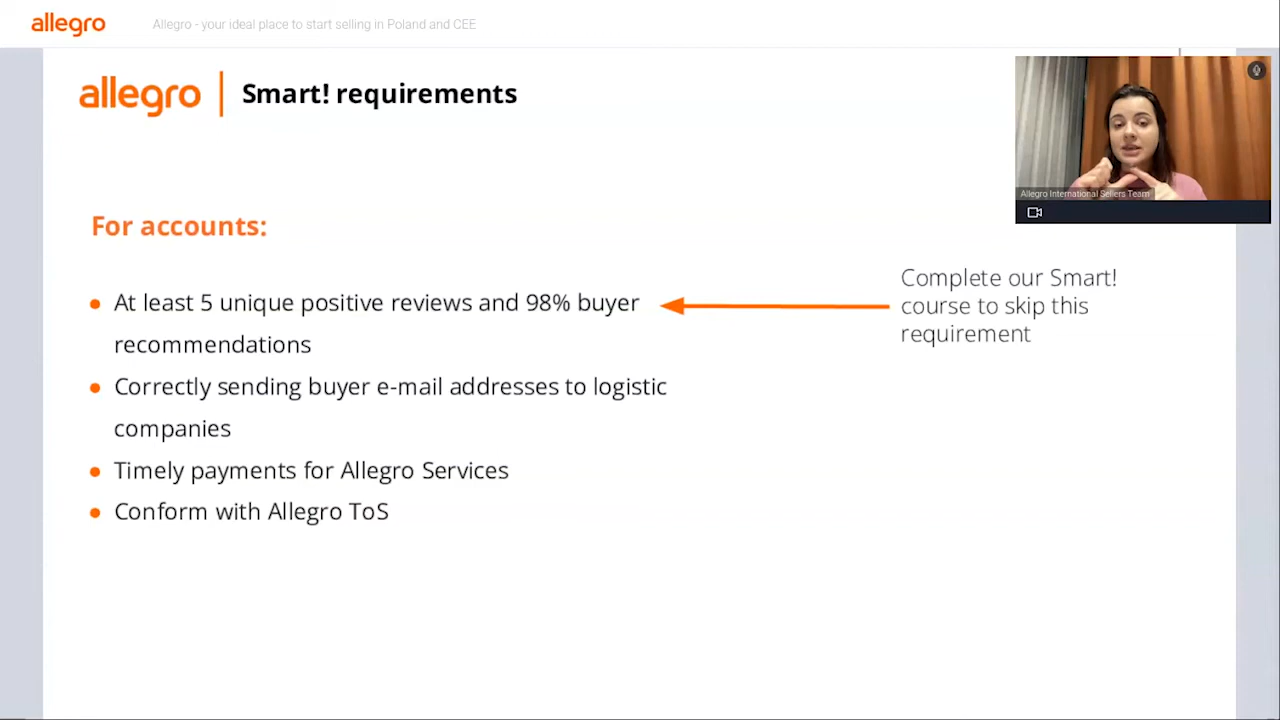 allegro
Allegro - your ideal place to start selling in Poland and CEE
allegro
Smart! requirements
Allegro International Sellers Team
For accounts:
At least 5 unique positive reviews and 98% buyer
recommendations
Correctly sending buyer e-mail addresses to logistic
companies
Timely payments for Allegro Services
Conform with Allegro ToS
Complete our Smart!
course to skip this
requirement